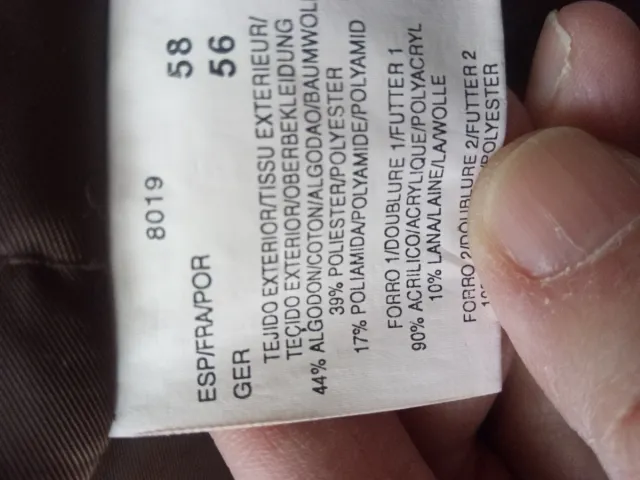 8019
ESP/FRA/POR 58
GER 56
TEJIDO EXTERIOR/TISSU EXTERIEUR/
TEÇIDO EXTERIOR/OBERBEKLEIDUNG
44% ALGODON/COTON/ALGODAO/BAUMWOL
39% POLIESTER/POLYESTER
17% POLIAMIDA/POLYAMIDE/POLYAMID
FORRO 1/DOUBLURE 1/FUTTER 1
90% ACRILICO/ACRYLIQUE/POLYACRYL
10% LANA/LAINE/LA/WOLLE
FORRO 2/DOUBLURE 2/FUTTER 2
/POLYESTER